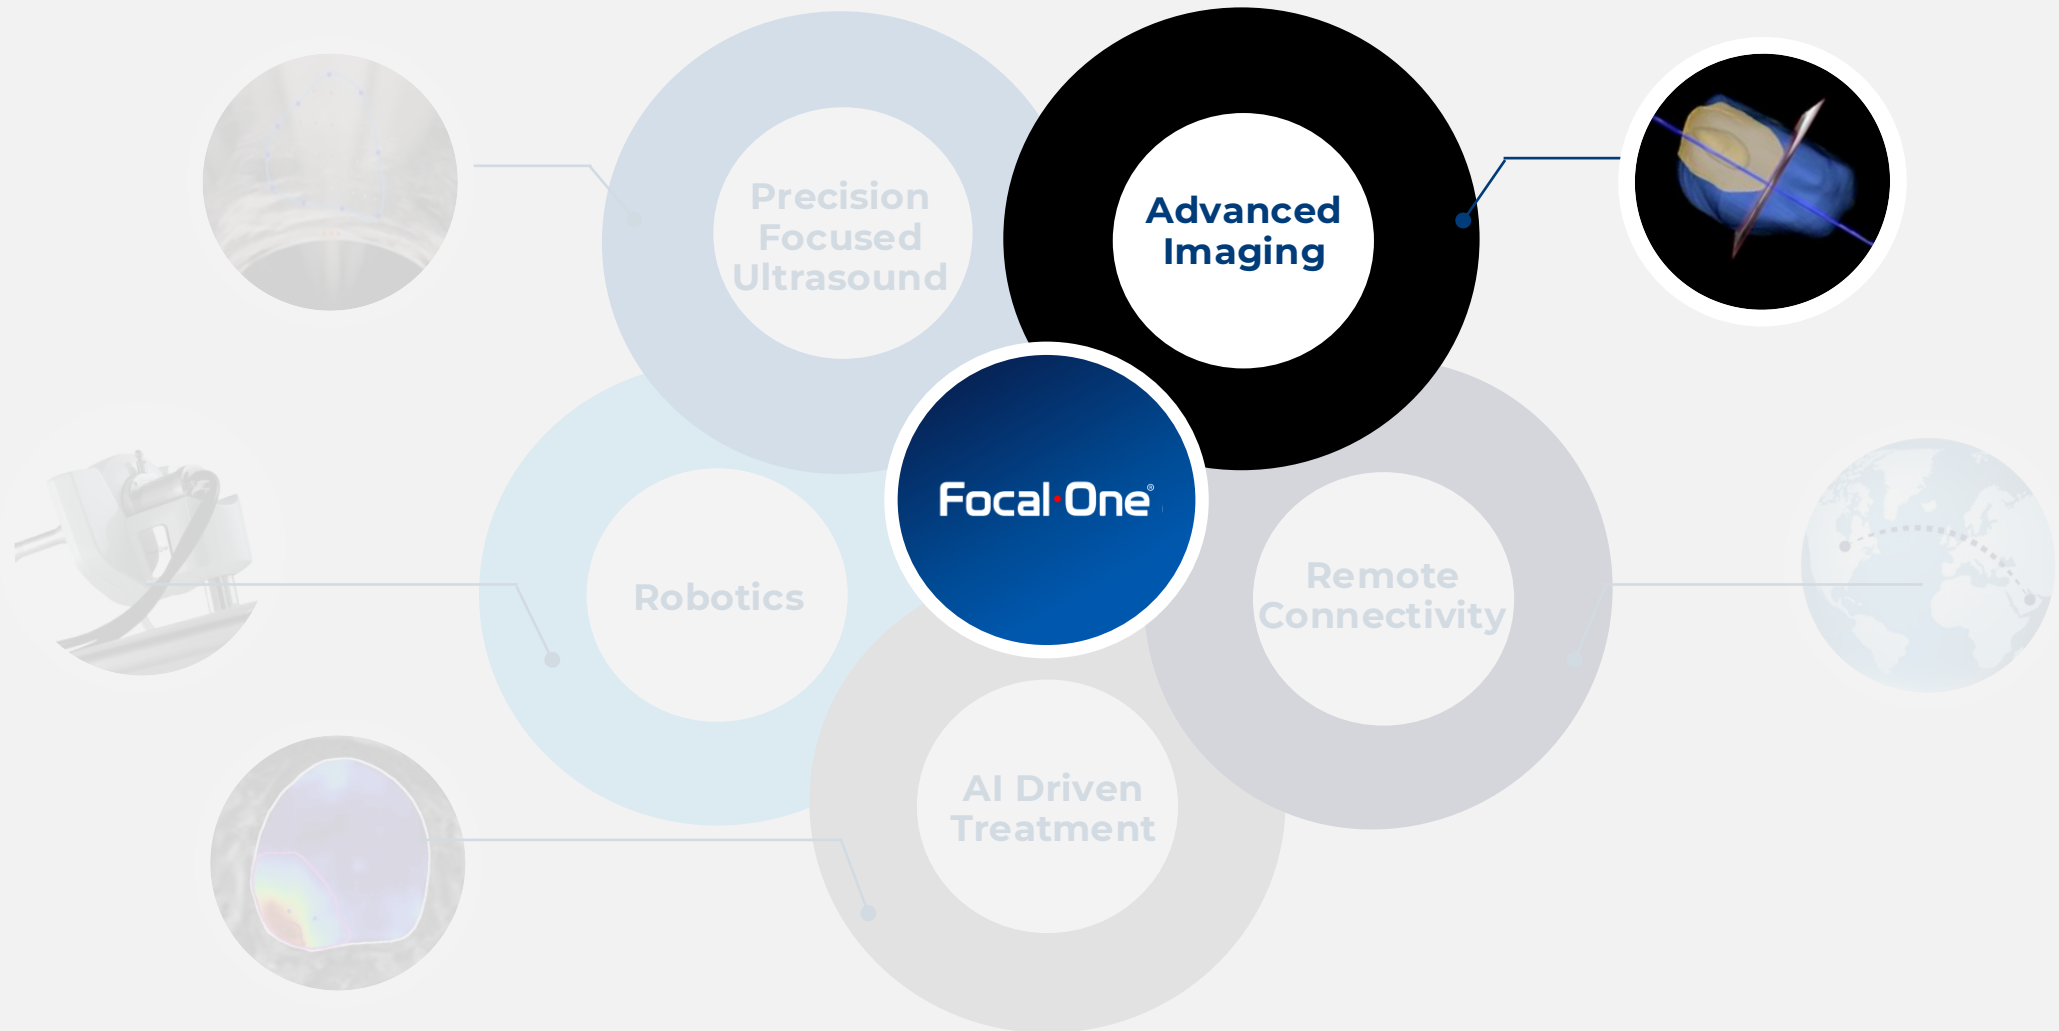 Precision
Focused
Ultrasound
Advanced
Imaging
Focal·One®
Robotics
Remote
Connectivity
AI Driven
Treatment